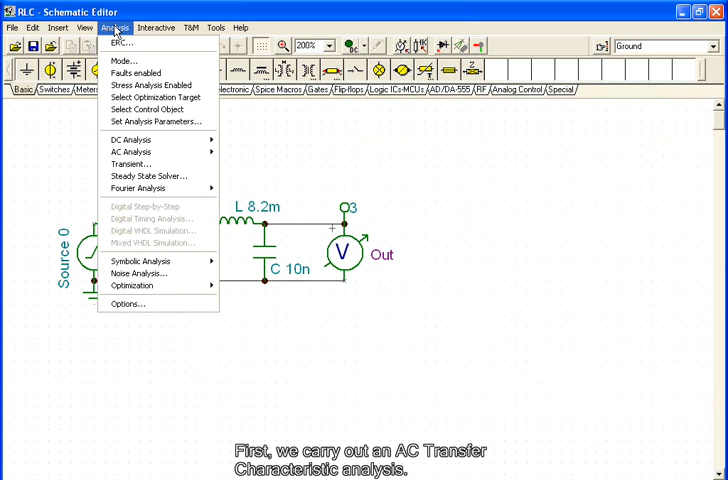 RLC - Schematic Editor
File Edit Insert View Analysis Interactive T&M Tools Help
200%
DC
Ground
Basic Switches Meters
ectronic Spice Macros Gates Flip-flops Logic ICs-MCUs AD/DA-555 RF Analog Control Special
ERC...
Mode...
Faults enabled
Stress Analysis Enabled
Select Optimization Target
Select Control Object
Set Analysis Parameters...
DC Analysis
AC Analysis
Transient...
Steady State Solver...
Fourier Analysis
Digital Step-by-Step
Digital Timing Analysis...
Digital VHDL Simulation...
Mixed VHDL Simulation...
Symbolic Analysis
Noise Analysis...
Optimization
Options...
Source 0
L 8.2m
3
C 10n
V
Out
First, we carry out an AC Transfer
Characteristic analysis.